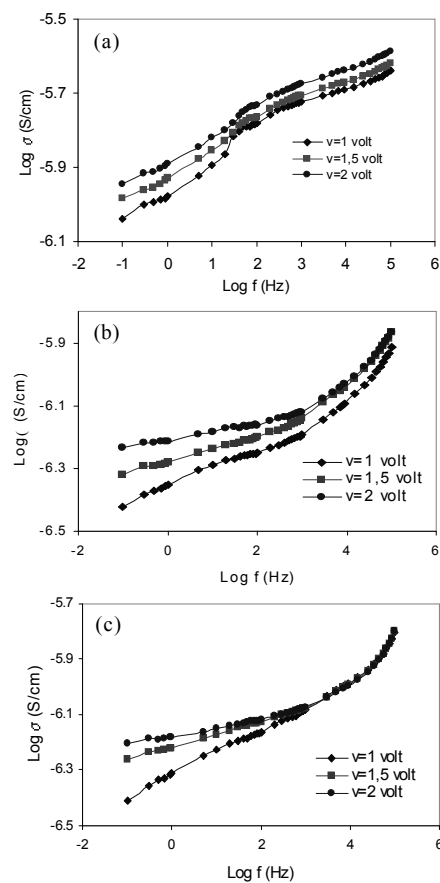 (a)
-5.5
-5.7
-5.9
-6.1
Log σ (S/cm)
v=1 volt
v=1,5 volt
v=2 volt
-2 -1 0 1 2 3 4 5 6
Log f (Hz)
(b)
-5.9
-6.1
-6.3
-6.5
Log( (S/cm)
v=1 volt
v=1,5 volt
v=2 volt
-2 0 2 4 6
Log f (Hz)
(c)
-5.7
-5.9
-6.1
-6.3
-6.5
Log σ (S/cm)
v=1 volt
v=1,5 volt
v=2 volt
-2 0 2 4 6
Log f (Hz)